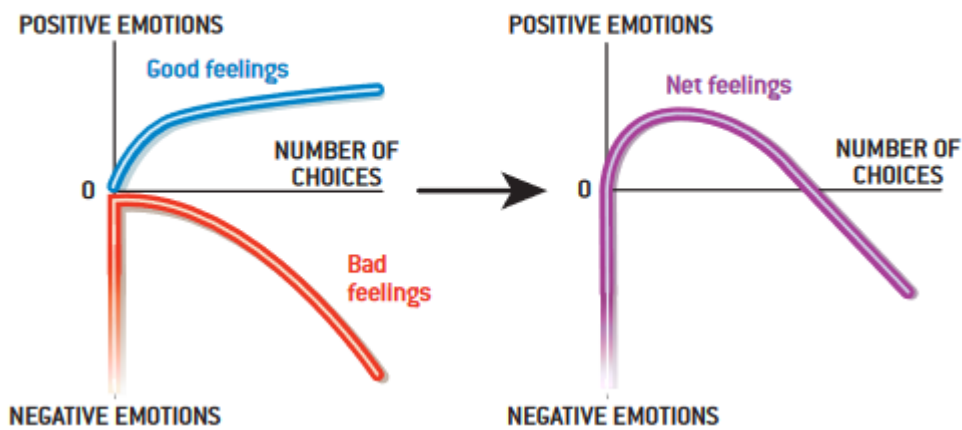 POSITIVE EMOTIONS
Good feelings
NUMBER OF
CHOICES
0
Bad
feelings
NEGATIVE EMOTIONS
POSITIVE EMOTIONS
Net feelings
NUMBER OF
CHOICES
0
NEGATIVE EMOTIONS